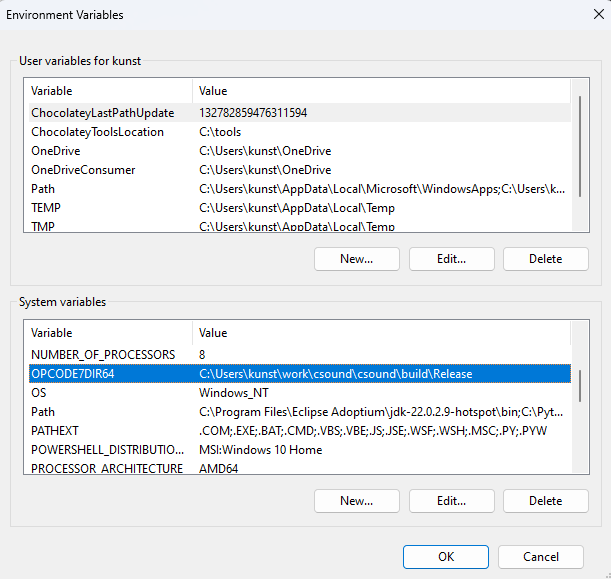 Environment Variables
User variables for kunst
Variable Value
ChocolateyLastPathUpdate 132782859476311594
ChocolateyToolsLocation C:\tools
OneDrive C:\Users\kunst\OneDrive
OneDriveConsumer C:\Users\kunst\OneDrive
Path C:\Users\kunst\AppData\Local\Microsoft\WindowsApps;C:\Users\k...
TEMP C:\Users\kunst\AppData\Local\Temp
TMP C:\Users\kunst\AppData\Local\Temp
New... Edit... Delete
System variables
Variable Value
NUMBER_OF_PROCESSORS 8
OPCODE7DIR64 C:\Users\kunst\work\csound\csound\build\Release
OS Windows_NT
Path C:\Program Files\Eclipse Adoptium\jdk-22.0.2.9-hotspot\bin;C:\Pyt...
PATHEXT .COM;.EXE;.BAT;.CMD;.VBS;.VBE;.JS;.JSE;.WSF;.WSH;.MSC;.PY;.PYW
POWERSHELL_DISTRIBUTIO... MSI:Windows 10 Home
PROCESSOR_ARCHITECTURE AMD64
New... Edit... Delete
OK Cancel